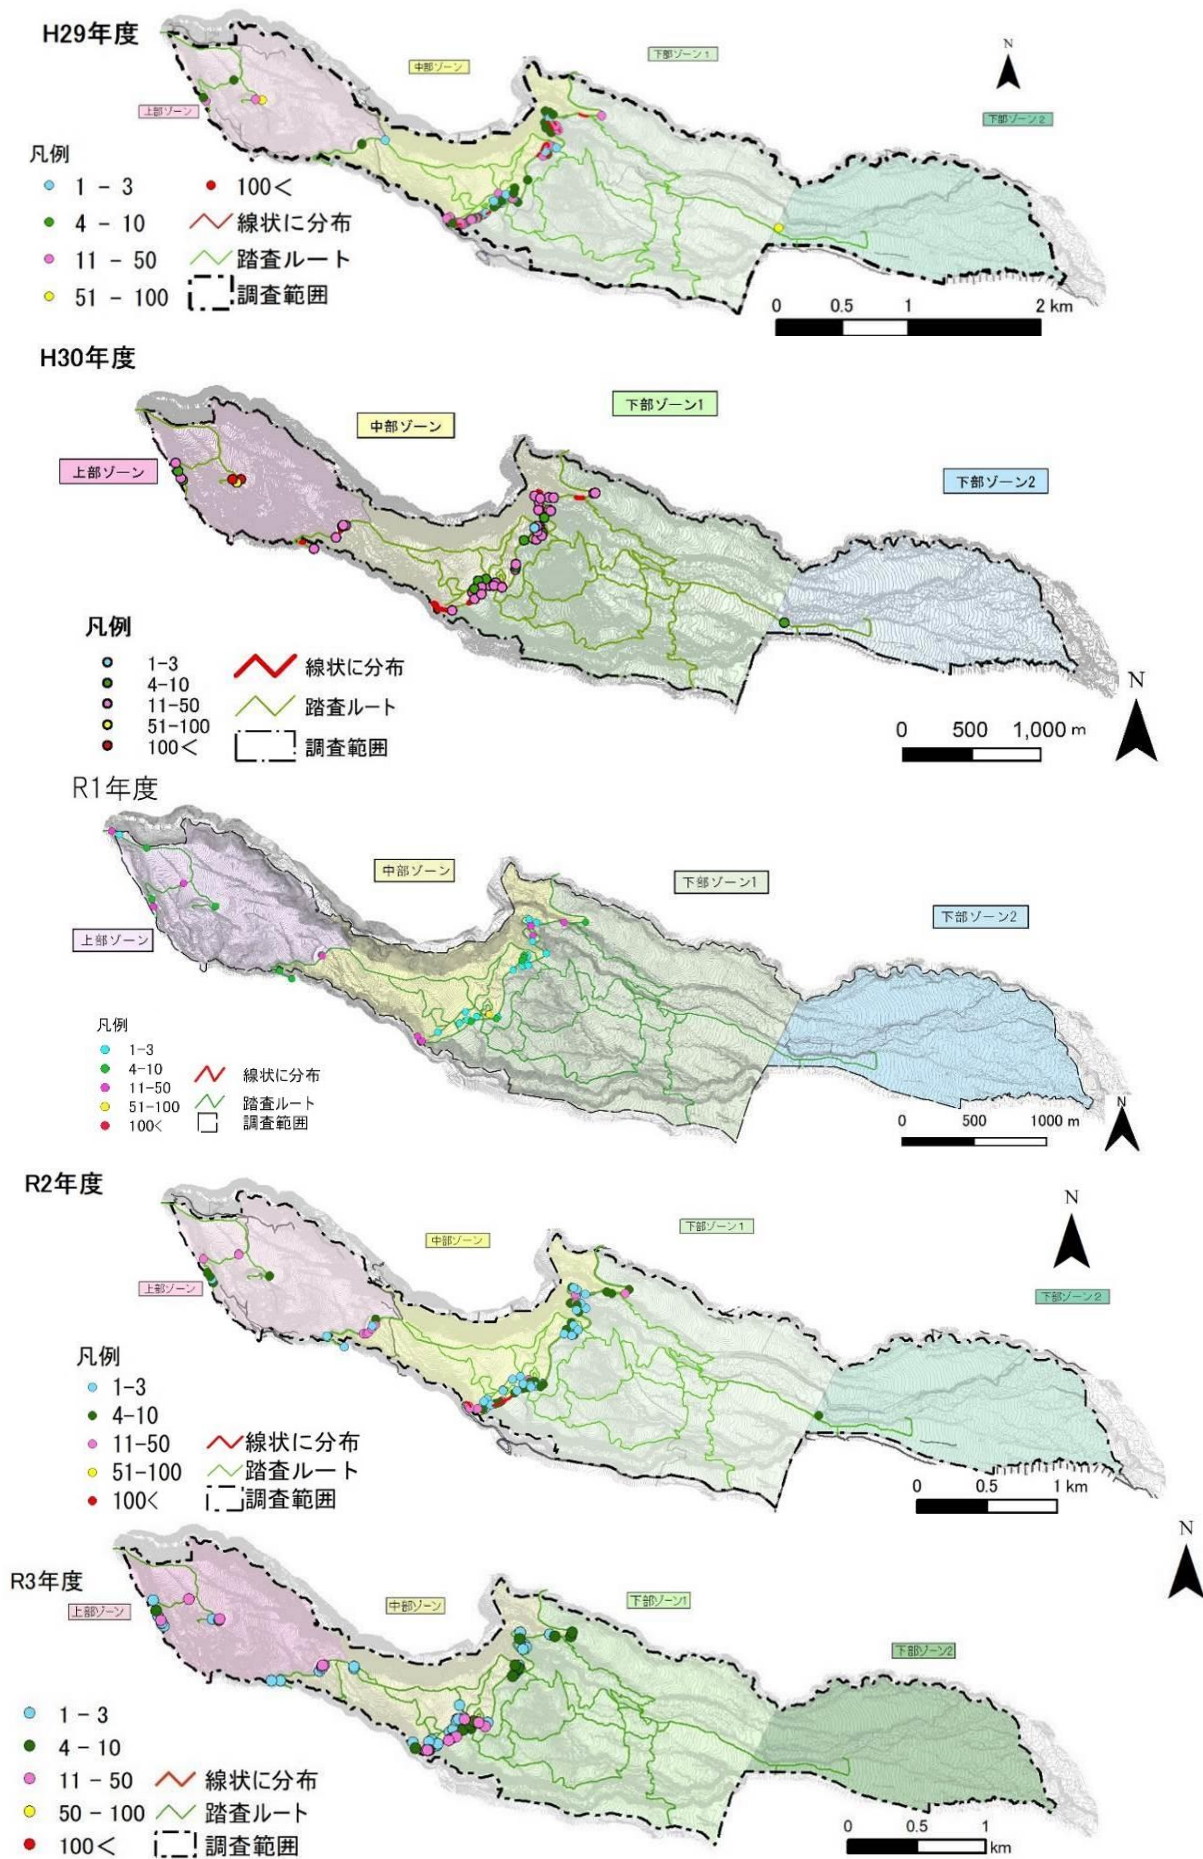 H29年度
中部ゾーン
下部ゾーン1
N
上部ゾーン
下部ゾーン2
凡例
1 - 3
100<
4 - 10
線状に分布
11 - 50
踏査ルート
51 - 100
調査範囲
0 0.5 1 2 km
H30年度
中部ゾーン
下部ゾーン1
上部ゾーン
下部ゾーン2
凡例
1-3
線状に分布
4-10
11-50
踏査ルート
51-100
100<
調査範囲
N
0 500 1,000 m
R1年度
中部ゾーン
下部ゾーン1
下部ゾーン2
上部ゾーン
凡例
1-3
4-10
線状に分布
11-50
踏査ルート
51-100
調査範囲
100<
N
0 500 1000 m
R2年度
中部ゾーン
下部ゾーン1
N
上部ゾーン
下部ゾーン2
凡例
1-3
4-10
11-50
線状に分布
51-100
踏査ルート
100<
調査範囲
0 0.5 1 km
R3年度
上部ゾーン
中部ゾーン
下部ゾーン1
N
下部ゾーン2
1 - 3
4 - 10
11 - 50
線状に分布
50 - 100
踏査ルート
100<
調査範囲
0 0.5 1
km